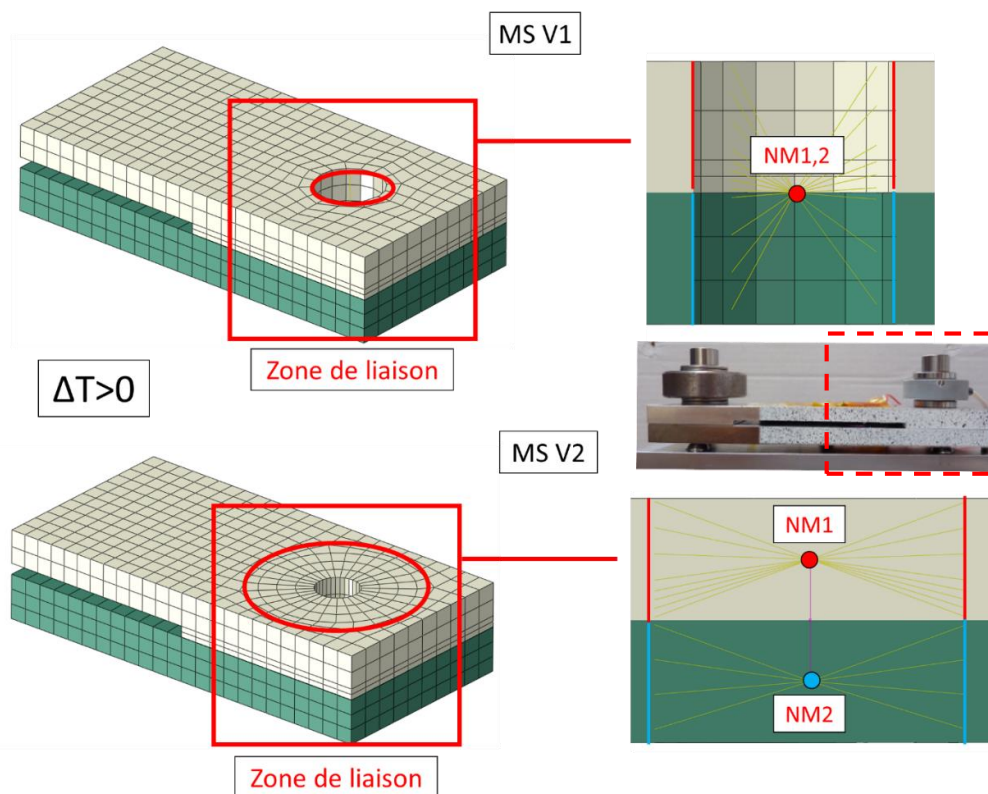 MS V1
NM1,2
Zone de liaison
ΔT>0
MS V2
NM1
NM2
Zone de liaison